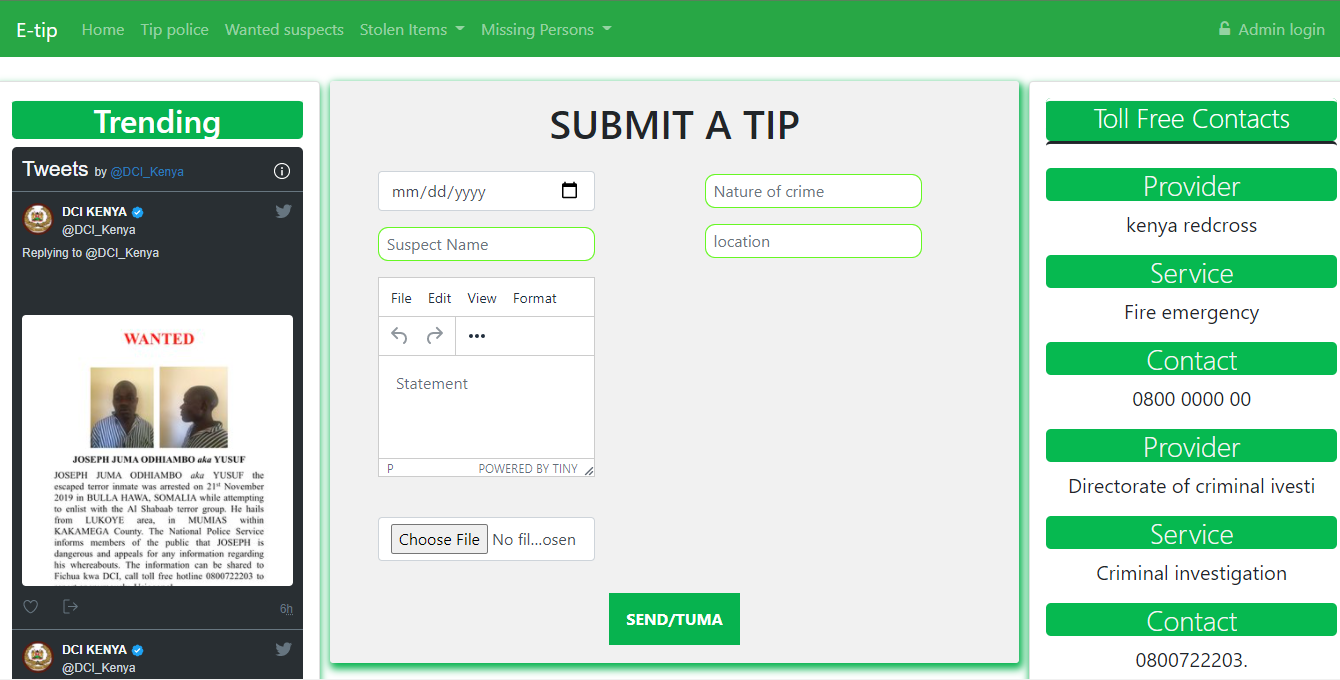 E-tip Home Tip police Wanted suspects Stolen Items Missing Persons Admin login
Trending
Tweets by @DCI_Kenya
DCI KENYA
@DCI_Kenya
Replying to @DCI_Kenya
WANTED
JOSEPH JUMA ODHIAMBO aka YUSUF
JOSEPH JUMA ODHIAMBO aka YUSUF the
escaped terror inmate was arrested on 21st November
2019 in BULLA HAWA, SOMALIA while attempting
to enlist with the Al Shabaab terror group. He hails
from LUKOYE area, in MUMIAS within
KAKAMEGA County. The National Police Service
informs members of the public that JOSEPH is
dangerous and appeals for any information regarding
his whereabouts. The information can be shared to
Fichua kwa DCI, call toll free hotline 0800722203 to
6h
DCI KENYA
@DCI_Kenya
SUBMIT A TIP
mm/dd/yyyy
Nature of crime
Suspect Name
location
File Edit View Format
Statement
P POWERED BY TINY
Choose File No fil...osen
SEND/TUMA
Toll Free Contacts
Provider
kenya redcross
Service
Fire emergency
Contact
0800 0000 00
Provider
Directorate of criminal ivesti
Service
Criminal investigation
Contact
0800722203.